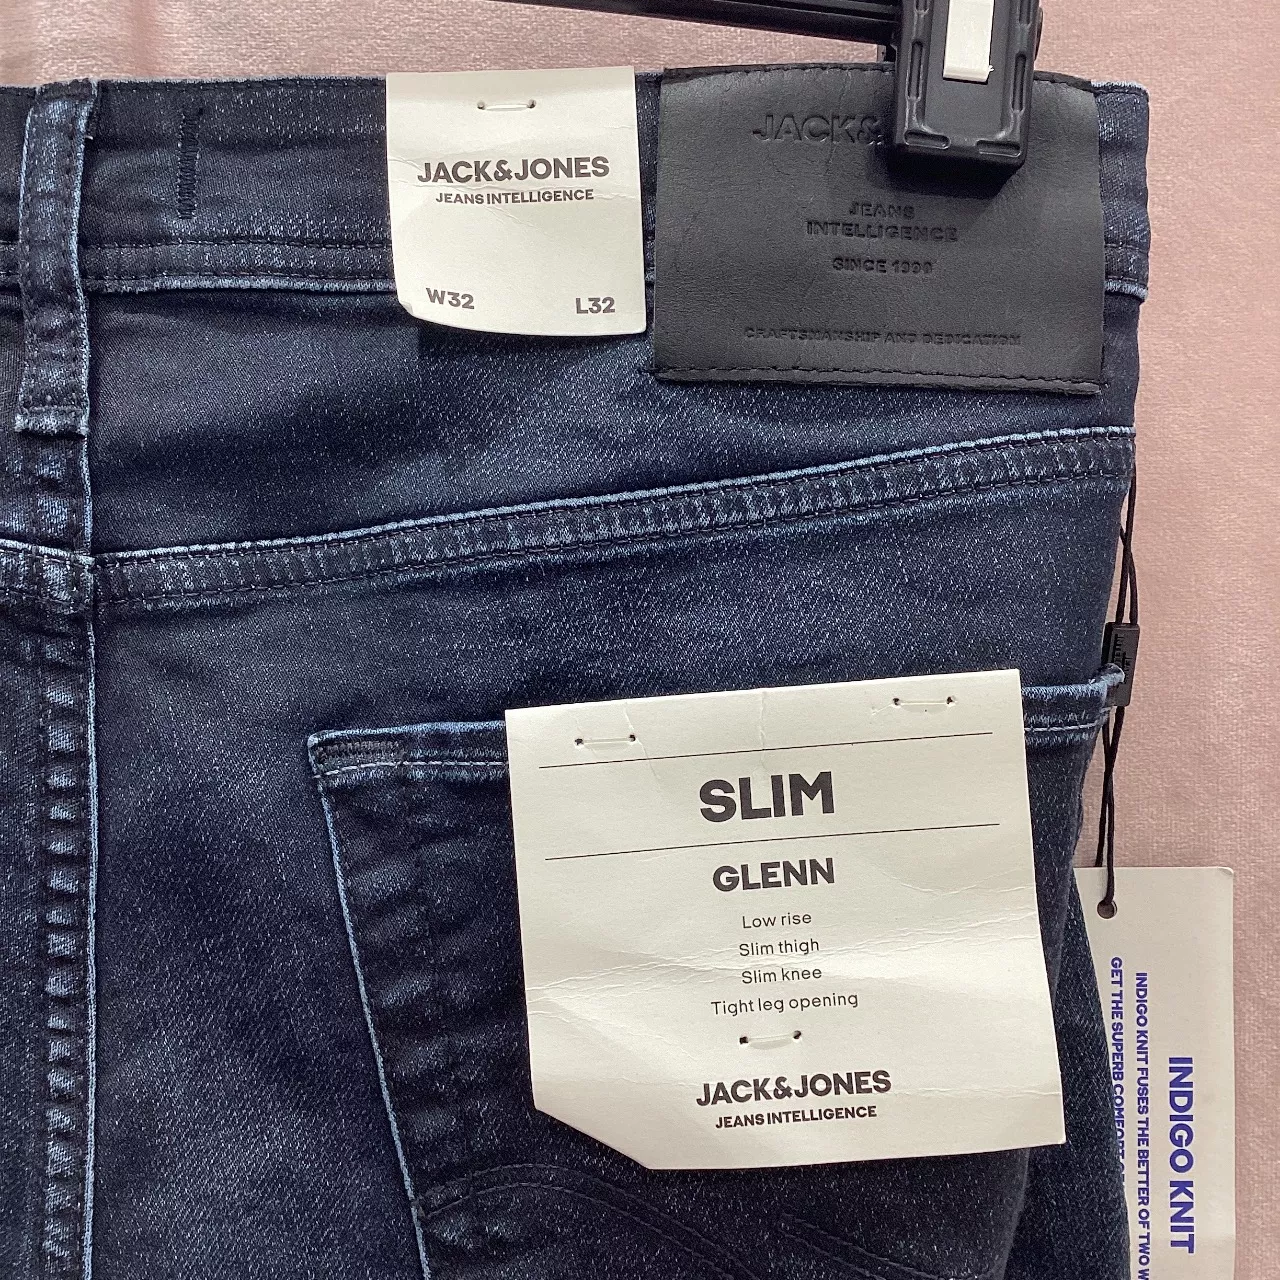 JACK&JONES
JEANS INTELLIGENCE
W32 L32
JACK&
JEANS
INTELLIGENCE
SINCE 1990
CRAFTSMANSHIP AND DEDICATION
SLIM
GLENN
Low rise
Slim thigh
Slim knee
Tight leg opening
JACK&JONES
JEANS INTELLIGENCE
INDIGO KNIT
INDIGO KNIT FUSES THE BETTER OF TWO W
GET THE SUPERB COMFORT